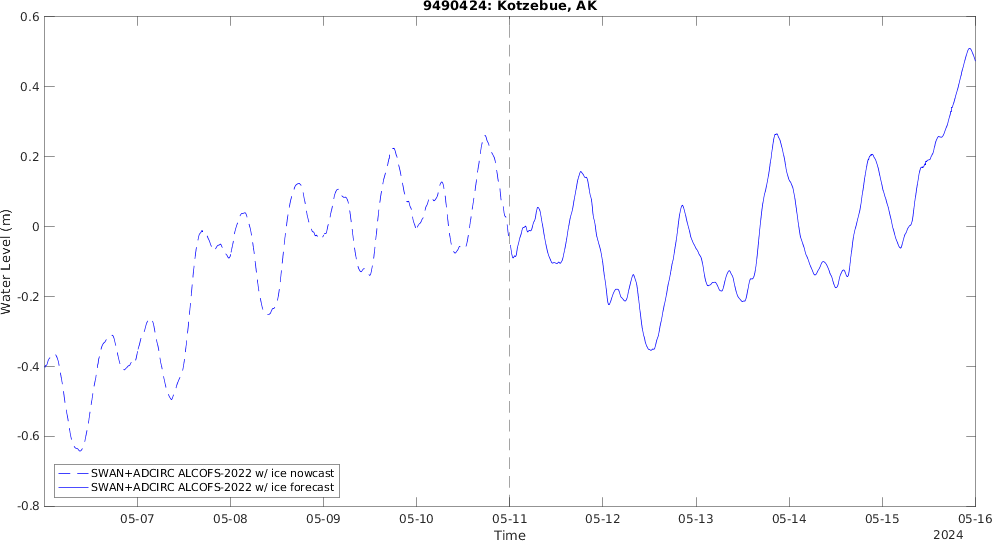 9490424: Kotzebue, AK
0.6
0.4
0.2
0
-0.2
-0.4
-0.6
-0.8
Water Level (m)
SWAN+ADCIRC ALCOFS-2022 w/ ice nowcast
SWAN+ADCIRC ALCOFS-2022 w/ ice forecast
05-07 05-08 05-09 05-10 05-11 05-12 05-13 05-14 05-15 05-16
Time
2024